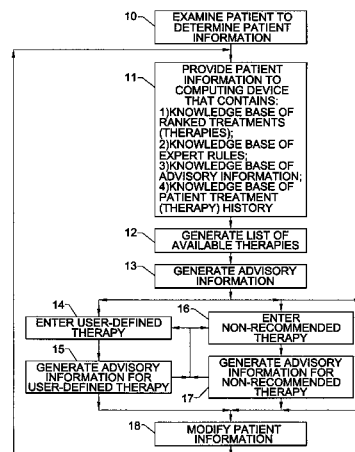 10
EXAMINE PATIENT TO
DETERMINE PATIENT
INFORMATION
11
PROVIDE PATIENT
INFORMATION TO
COMPUTING DEVICE
THAT CONTAINS:
1)KNOWLEDGE BASE OF
RANKED TREATMENTS
(THERAPIES);
2)KNOWLEDGE BASE OF
EXPERT RULES;
3)KNOWLEDGE BASE OF
ADVISORY INFORMATION;
4)KNOWLEDGE BASE OF
PATIENT TREATMENT
(THERAPY) HISTORY
12
GENERATE LIST OF
AVAILABLE THERAPIES
13
GENERATE ADVISORY
INFORMATION
14
ENTER USER-DEFINED
THERAPY
15
GENERATE ADVISORY
INFORMATION FOR
USER-DEFINED THERAPY
16
ENTER
NON-RECOMMENDED
THERAPY
GENERATE ADVISORY
INFORMATION FOR
NON-RECOMMENDED
THERAPY
17
18
MODIFY PATIENT
INFORMATION